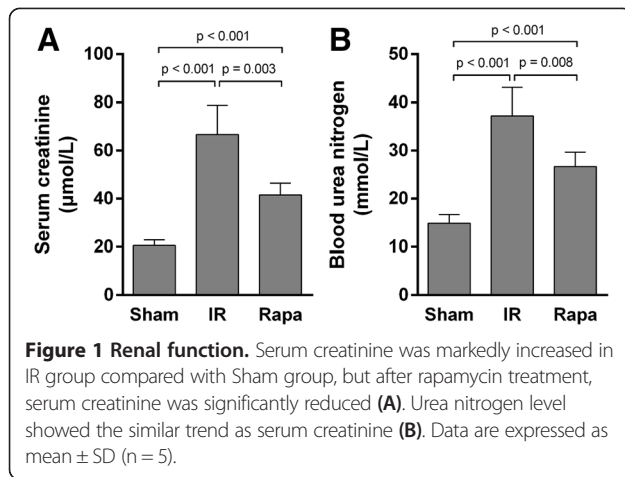 A
Serum creatinine
(μmol/L)
100
80
60
40
20
0
p < 0.001
p < 0.001
p = 0.003
Sham
IR
Rapa
B
Blood urea nitrogen
(mmol/L)
50
40
30
20
10
0
p < 0.001
p < 0.001
p = 0.008
Sham
IR
Rapa
Figure 1 Renal function. Serum creatinine was markedly increased in
IR group compared with Sham group, but after rapamycin treatment,
serum creatinine was significantly reduced (A). Urea nitrogen level
showed the similar trend as serum creatinine (B). Data are expressed as
mean ± SD (n = 5).